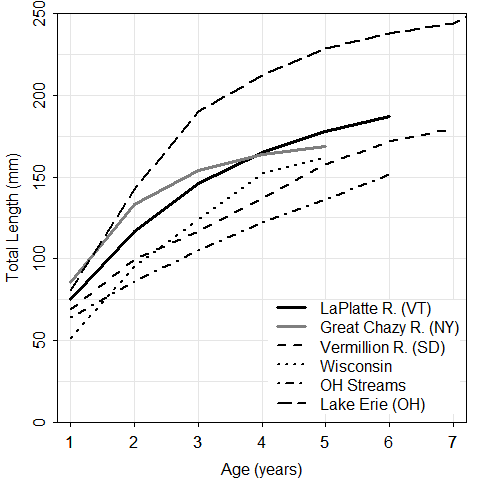 250
200
150
100
50
0
Total Length (mm)
LaPlatte R. (VT)
Great Chazy R. (NY)
Vermillion R. (SD)
Wisconsin
OH Streams
Lake Erie (OH)
1 2 3 4 5 6 7
Age (years)